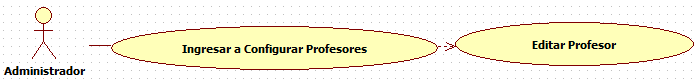 Ingresar a Configurar Profesores
Editar Profesor
Administrador